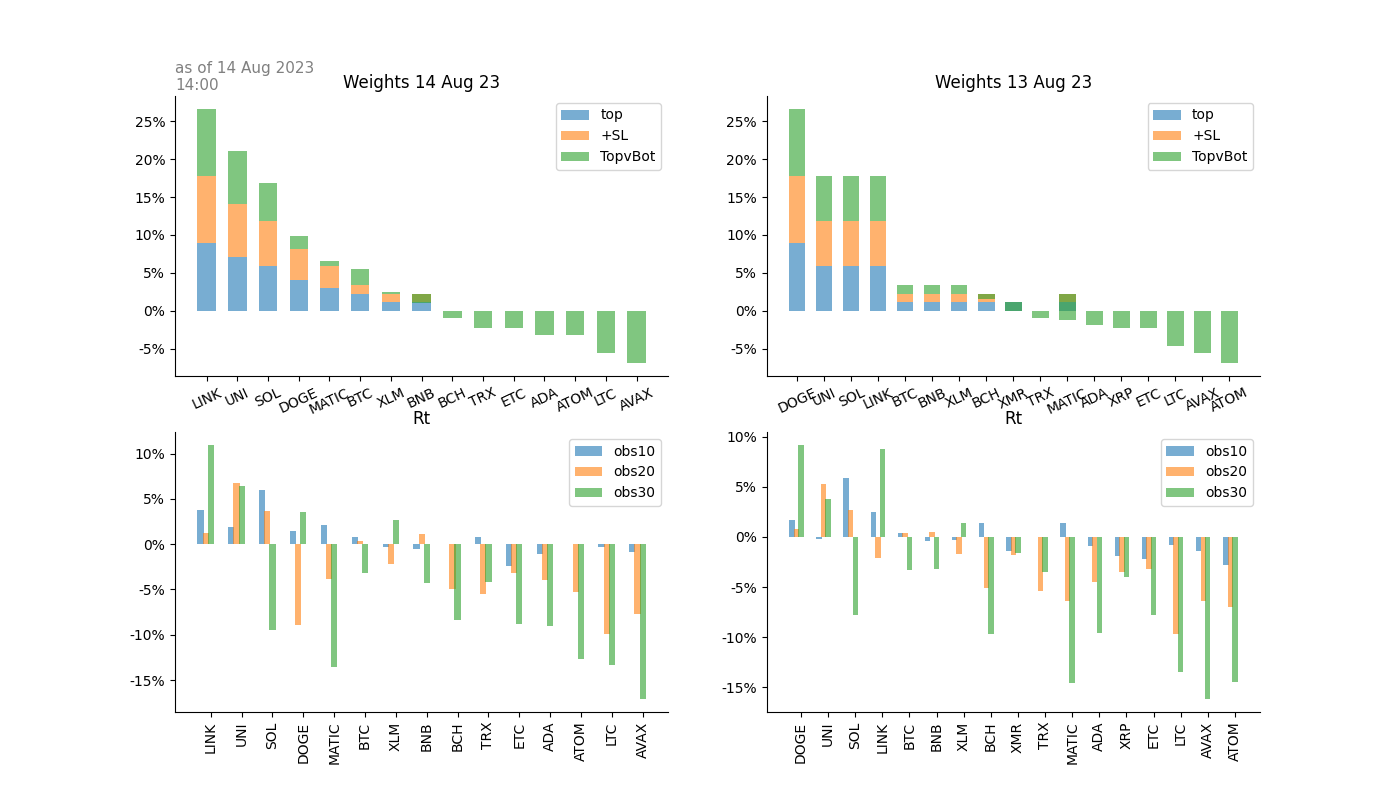 as of 14 Aug 2023
14:00
Weights 14 Aug 23
25%
20%
15%
10%
5%
0%
-5%
top
+SL
TopvBot
LINK UNI SOL DOGE MATIC BTC XLM BNB BCH TRX ETC ADA ATOM LTC AVAX
Weights 13 Aug 23
25%
20%
15%
10%
5%
0%
-5%
top
+SL
TopvBot
DOGE UNI SOL LINK BTC BNB XLM BCH XMR TRX MATIC ADA XRP ETC LTC AVAX ATOM
Rt
10%
5%
0%
-5%
-10%
-15%
obs10
obs20
obs30
LINK UNI SOL DOGE MATIC BTC XLM BNB BCH TRX ETC ADA ATOM LTC AVAX
Rt
10%
5%
0%
-5%
-10%
-15%
obs10
obs20
obs30
DOGE UNI SOL LINK BTC BNB XLM BCH XMR TRX MATIC ADA XRP ETC LTC AVAX ATOM